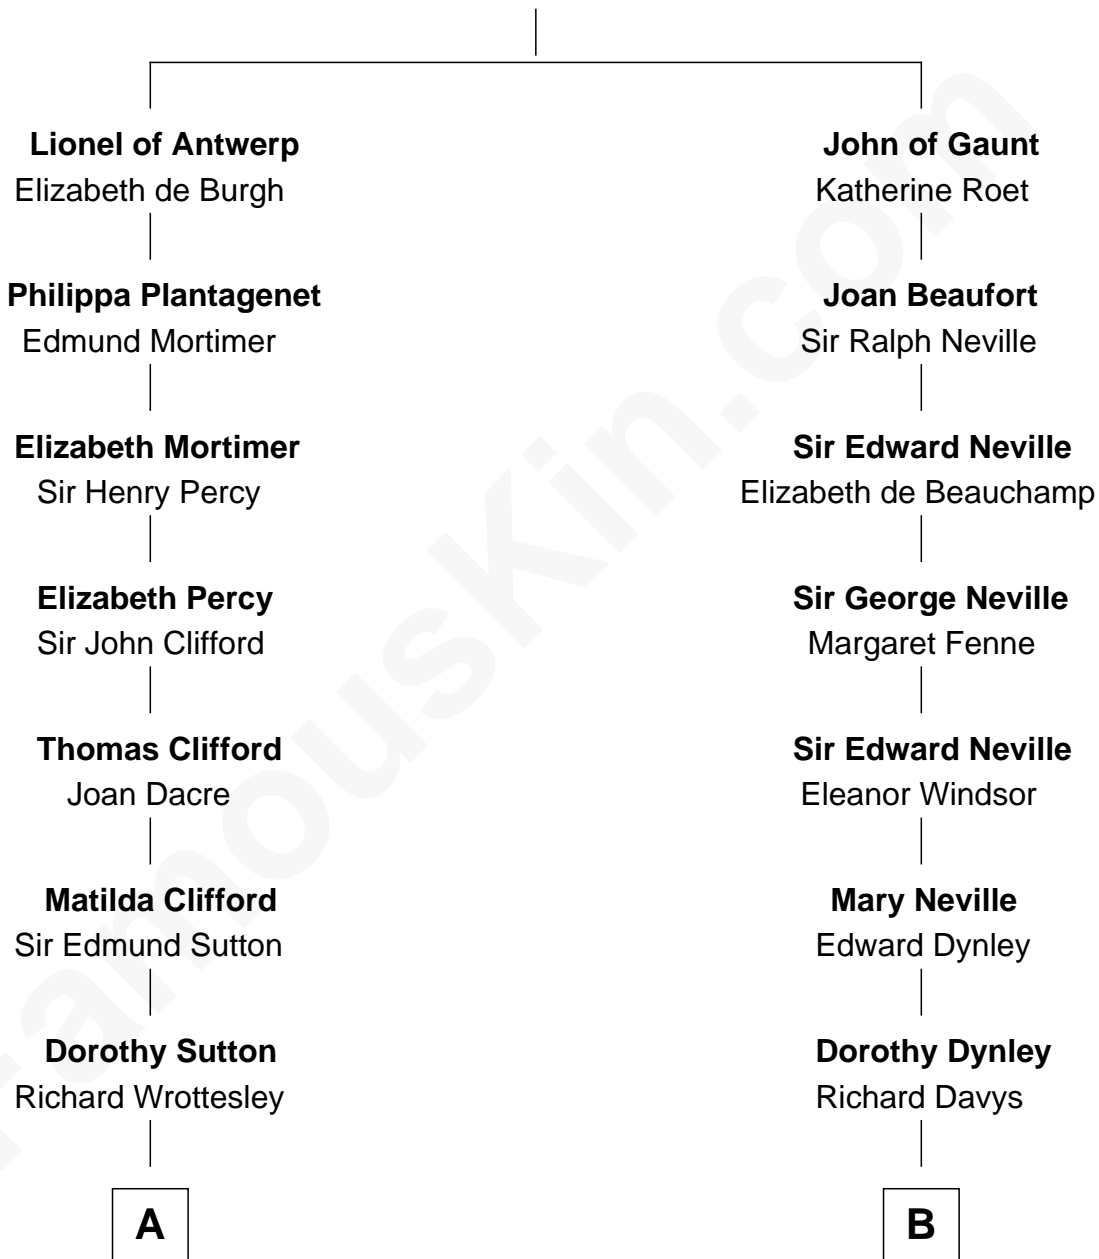 Lionel of Antwerp
Elizabeth de Burgh
Philippa Plantagenet
Edmund Mortimer
Elizabeth Mortimer
Sir Henry Percy
Elizabeth Percy
Sir John Clifford
Thomas Clifford
Joan Dacre
Matilda Clifford
Sir Edmund Sutton
Dorothy Sutton
Richard Wrottesley
A
John of Gaunt
Katherine Roet
Joan Beaufort
Sir Ralph Neville
Sir Edward Neville
Elizabeth de Beauchamp
Sir George Neville
Margaret Fenne
Sir Edward Neville
Eleanor Windsor
Mary Neville
Edward Dynley
Dorothy Dynley
Richard Davys
B
FamousKin.com